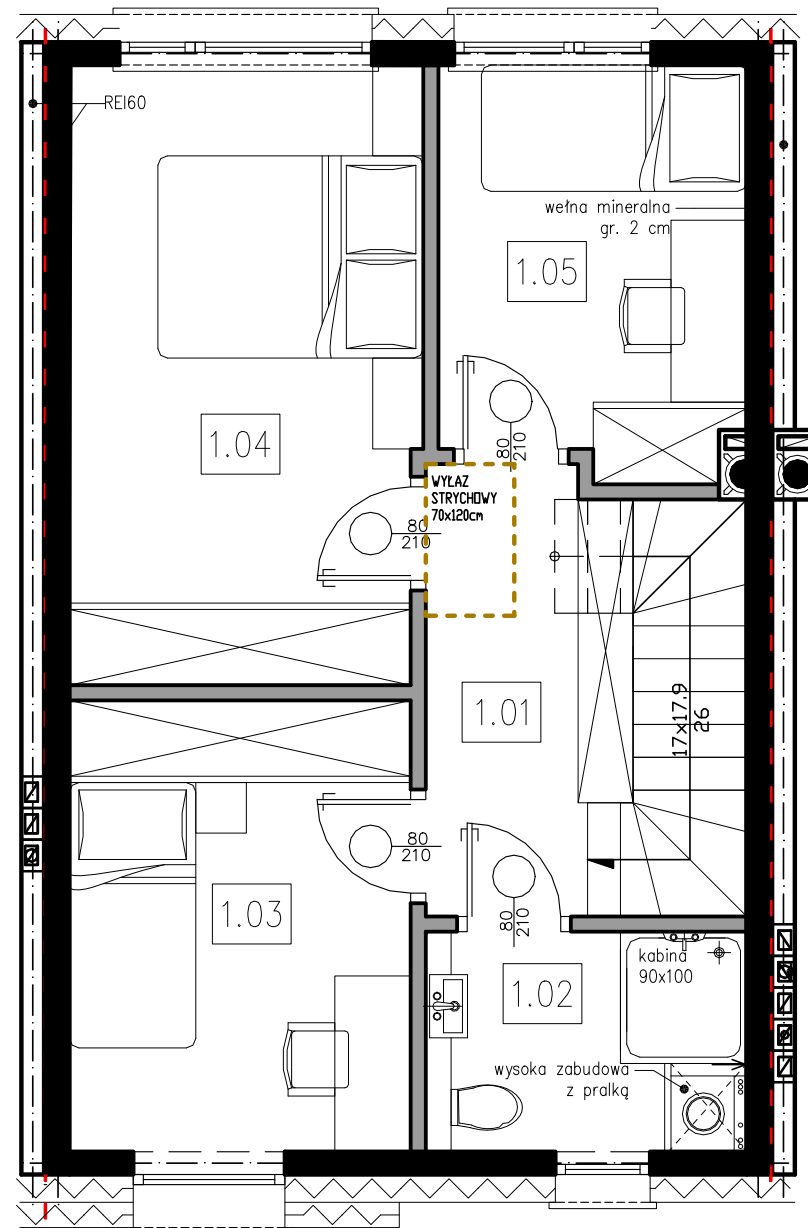 REI60
wełna mineralna
gr. 2 cm
1.05
1.04
80
210
WYŁAZ
STRYCHOWY
70x120cm
80
210
1.01
17x17.9
26
80
210
1.03
80
210
kabina
90x100
1.02
wysoka zabudowa
z pralką